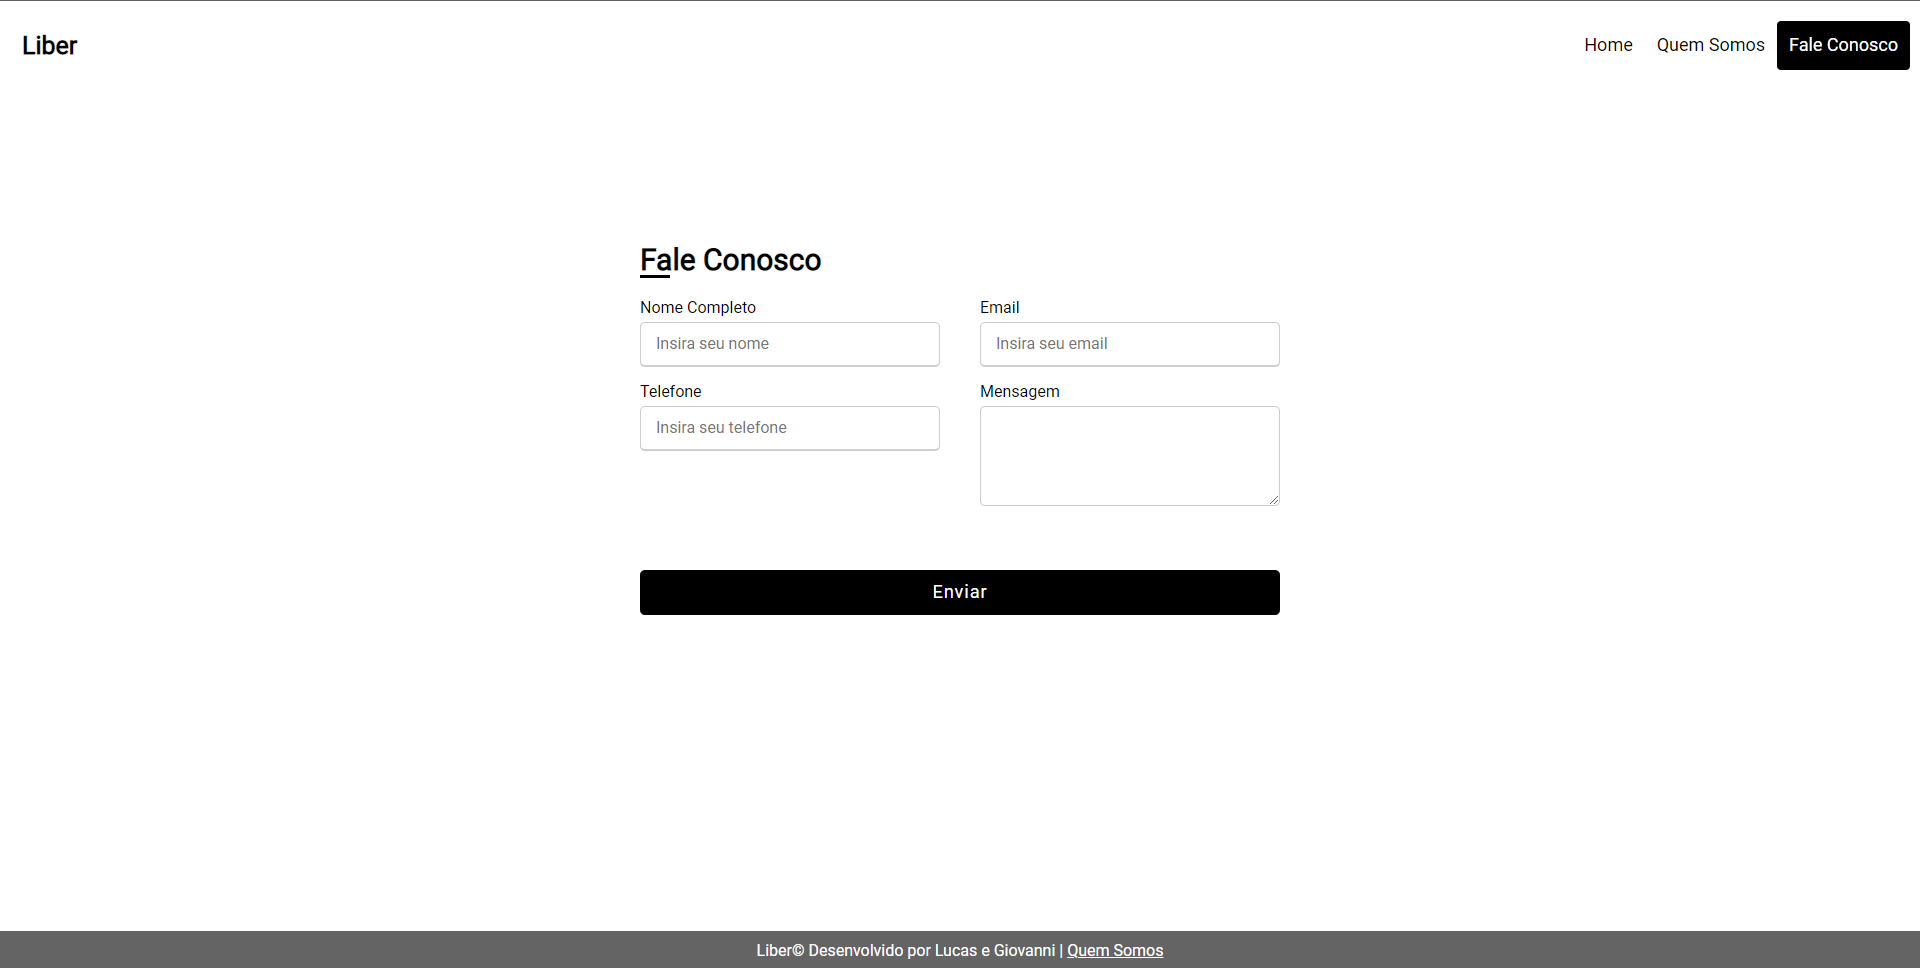 Liber
Home Quem Somos Fale Conosco
Fale Conosco
Nome Completo
Insira seu nome
Email
Insira seu email
Telefone
Insira seu telefone
Mensagem
Enviar
Liber© Desenvolvido por Lucas e Giovanni | Quem Somos